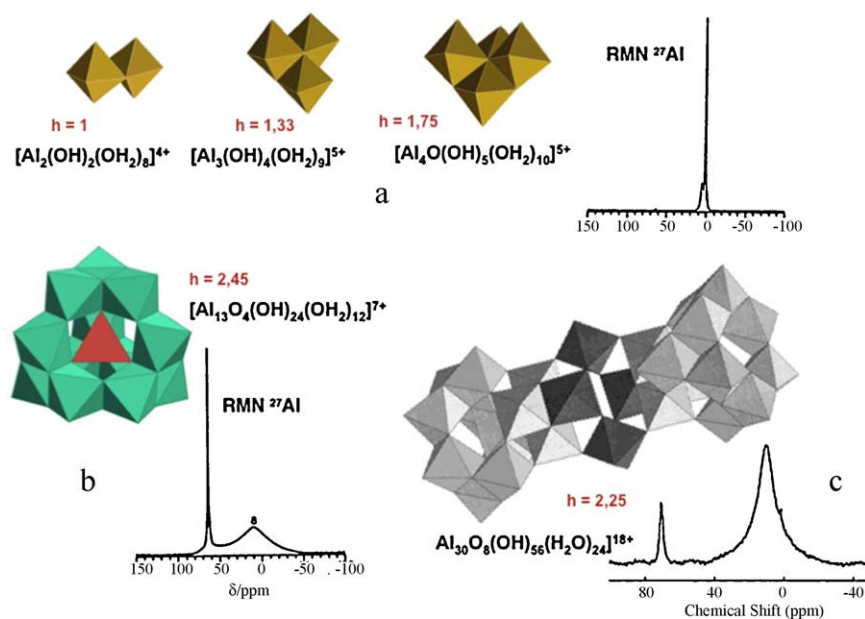 h = 1
[Al₂(OH)₂(OH₂)₈]⁴⁺
h = 1,33
[Al₃(OH)₄(OH₂)₉]⁵⁺
h = 1,75
[Al₄O(OH)₅(OH₂)₁₀]⁵⁺
a
RMN ²⁷Al
150 100 50 0 -50 -100
h = 2,45
[Al₁₃O₄(OH)₂₄(OH₂)₁₂]⁷⁺
RMN ²⁷Al
b
8
150 100 50 0 -50 -100
δ/ppm
h = 2,25
c
Al₃₀O₈(OH)₅₆(H₂O)₂₄]¹⁸⁺
80 40 0 -40
Chemical Shift (ppm)